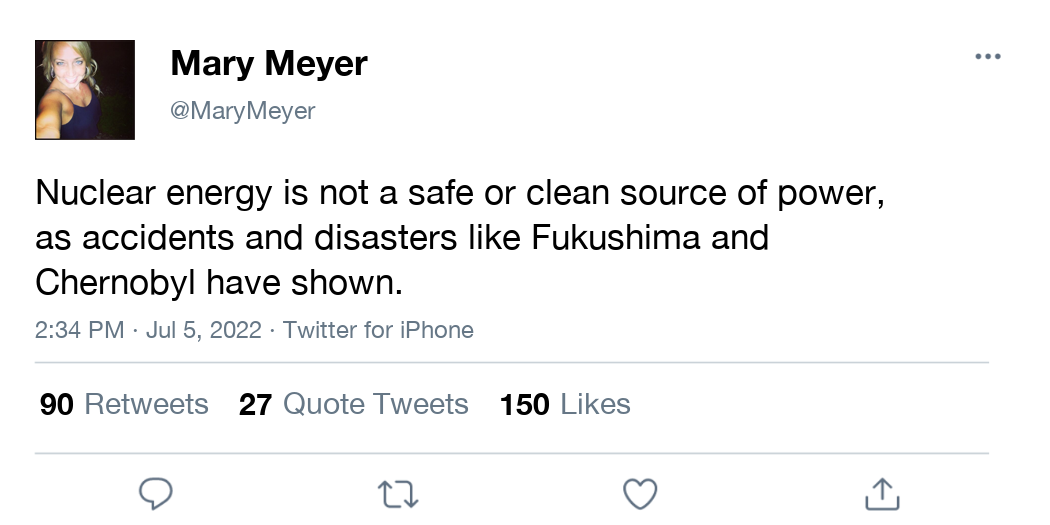 Mary Meyer
@MaryMeyer
Nuclear energy is not a safe or clean source of power,
as accidents and disasters like Fukushima and
Chernobyl have shown.
2:34 PM · Jul 5, 2022 · Twitter for iPhone
90 Retweets 27 Quote Tweets 150 Likes